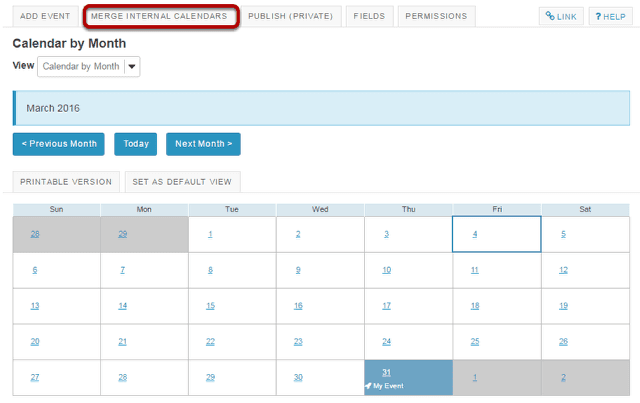 ADD EVENT MERGE INTERNAL CALENDARS PUBLISH (PRIVATE) FIELDS PERMISSIONS LINK ? HELP
Calendar by Month
View Calendar by Month
March 2016
< Previous Month Today Next Month >
PRINTABLE VERSION SET AS DEFAULT VIEW
Sun Mon Tue Wed Thu Fri Sat
28 29 1 2 3 4 5
6 7 8 9 10 11 12
13 14 15 16 17 18 19
20 21 22 23 24 25 26
27 28 29 30 31 1 2
My Event